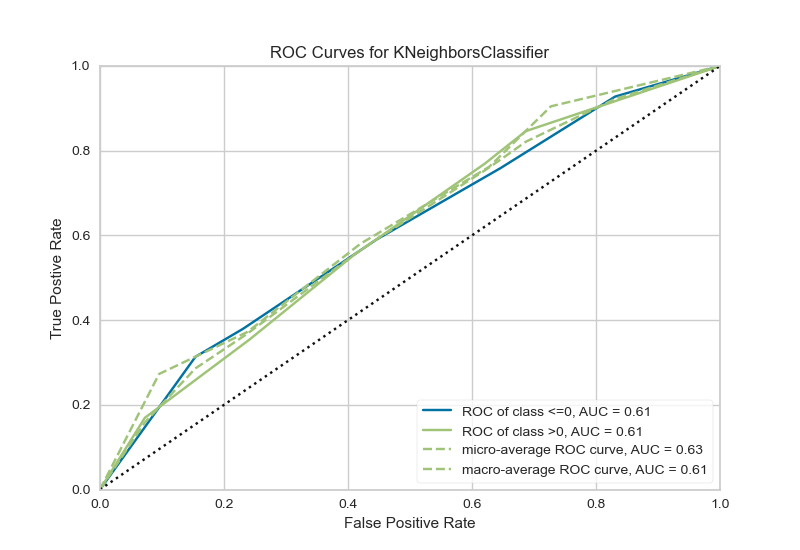 ROC Curves for KNeighborsClassifier
1.0
0.8
0.6
0.4
0.2
0.0
True Postive Rate
ROC of class <=0, AUC = 0.61
ROC of class >0, AUC = 0.61
micro-average ROC curve, AUC = 0.63
macro-average ROC curve, AUC = 0.61
0.0 0.2 0.4 0.6 0.8 1.0
False Positive Rate